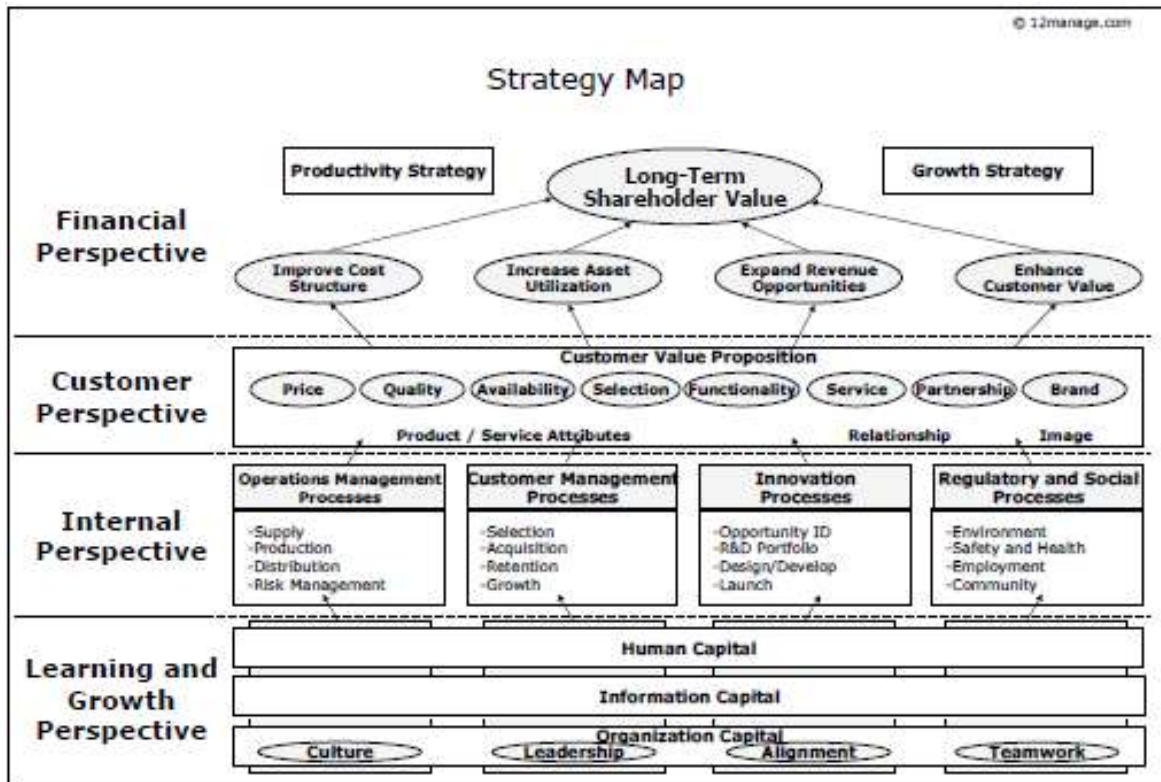 © 12manage.com
Strategy Map
Productivity Strategy
Long-Term
Shareholder Value
Growth Strategy
Financial
Perspective
Improve Cost
Structure
Increase Asset
Utilization
Expand Revenue
Opportunities
Enhance
Customer Value
Customer
Perspective
Customer Value Proposition
Price
Quality
Availability
Selection
Functionality
Service
Partnership
Brand
Product / Service Attributes
Relationship
Image
Internal
Perspective
Operations Management
Processes
-Supply
-Production
-Distribution
-Risk Management
Customer Management
Processes
-Selection
-Acquisition
-Retention
-Growth
Innovation
Processes
-Opportunity ID
-R&D Portfolio
-Design/Develop
-Launch
Regulatory and Social
Processes
-Environment
-Safety and Health
-Employment
-Community
Learning and
Growth
Perspective
Human Capital
Information Capital
Organization Capital
Culture
Leadership
Alignment
Teamwork